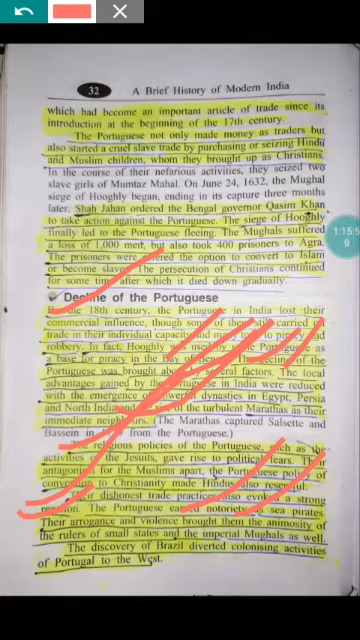 32
A Brief History of Modern India
which had become an important article of trade since its
introduction at the beginning of the 17th century.
The Portuguese not only made money as traders but
also started a cruel slave trade by purchasing or seizing Hindu
and Muslim children, whom they brought up as Christians.
In the course of their nefarious activities, they seized two
slave girls of Mumtaz Mahal. On June 24, 1632, the Mughal
siege of Hooghly began, ending in its capture three months
later. Shah Jahan ordered the Bengal governor Qasim Khan
to take action against the Portuguese. The siege of Hooghly
finally led to the Portuguese fleeing. The Mughals suffered
a loss of 1,000 men, but also took 400 prisoners to Agra.
The prisoners were offered the option to convert to Islam
or become slaves. The persecution of Christians continued
for some time after which it died down gradually.
Decline of the Portuguese
By the 18th century, the Portuguese in India lost their
commercial influence, though some of them still carried
trade in their individual capacity and many to piracy and
robbery. In fact, Hooghly was used by Portuguese as
a base for piracy in the Bay of Bengal. The decline of the
Portuguese was brought about by several factors. The local
advantages gained by the Portuguese in India were reduced
with the emergence of powerful dynasties in Egypt, Persia
and North India and of the turbulent Marathas as their
immediate neighbours. (The Marathas captured Salsette and
Bassein in from the Portuguese.)
The religious policies of the Portuguese, such as the
activities of the Jesuits, gave rise to political fears. Their
antagonism for the Muslims apart, the Portuguese policy of
conversion to Christianity made Hindus also resentful.
Their dishonest trade practices also evoked a strong
reaction. The Portuguese earned notoriety as sea pirates.
Their arrogance and violence brought them the animosity of
the rulers of small states and the imperial Mughals as well.
The discovery of Brazil diverted colonising activities
of Portugal to the West.
1:15:5
9